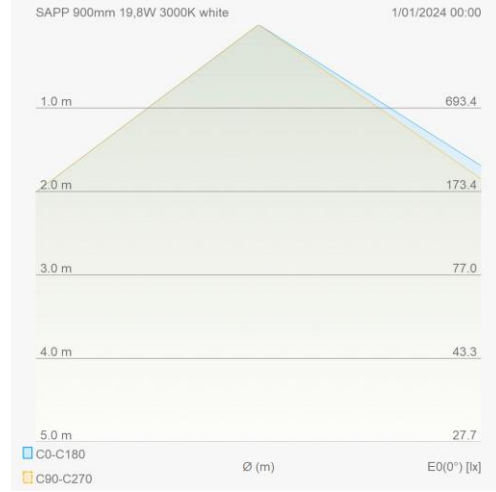 SAPP 900mm 19,8W 3000K white 1/01/2024 00:00
1.0 m 693.4
2.0 m 173.4
3.0 m 77.0
4.0 m 43.3
5.0 m 27.7
C0-C180
Ø (m) E0(0°) [lx]
C90-C270